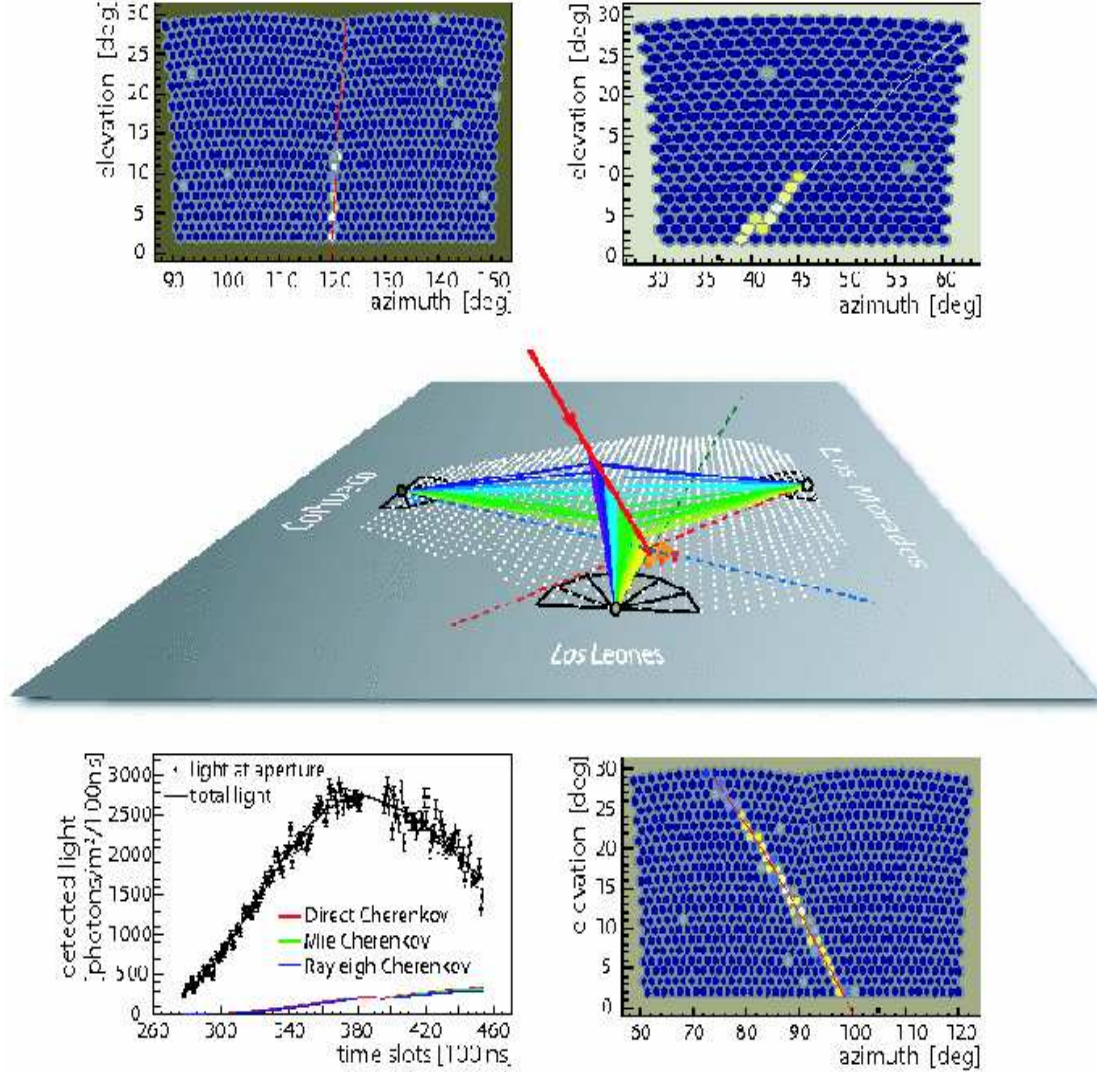 elevation [deg]
30
25
20
15
10
5
0
90 100 110 120 130 140 150
azimuth [deg]
elevation [deg]
30
25
20
15
10
5
0
30 35 40 45 50 55 60
azimuth [deg]
Coihueco
Los Morados
Los Leones
detected light
[photons/m²/100ns]
3000
2500
2000
1500
1000
500
0
light at aperture
total light
Direct Cherenkov
Mie Cherenkov
Rayleigh Cherenkov
260 300 340 380 420 460
time slots [100 ns]
elevation [deg]
30
25
20
15
10
5
0
60 70 80 90 100 110 120
azimuth [deg]